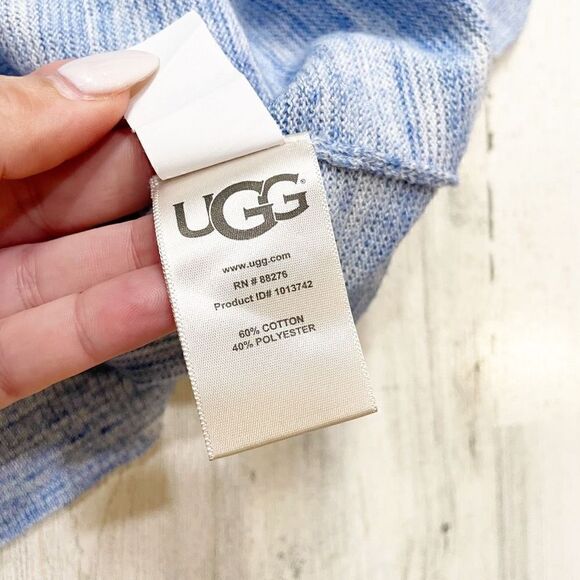 UGG®
www.ugg.com
RN # 88276
Product ID# 1013742
60% COTTON
40% POLYESTER